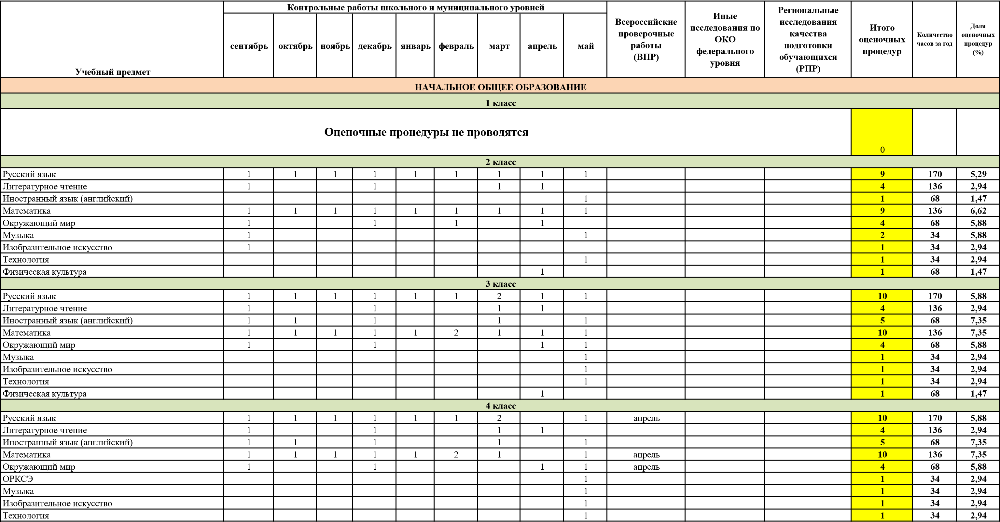 Контрольные работы школьного и муниципального уровней
Учебный предмет
сентябрь октябрь ноябрь декабрь январь февраль март апрель май
Всероссийские проверочные работы (ВПР)
Иные исследования по ОКО федерального уровня
Региональные исследования качества подготовки обучающихся (РПР)
Итого оценочных процедур
Количество часов за год
Доля оценочных процедур (%)
НАЧАЛЬНОЕ ОБЩЕЕ ОБРАЗОВАНИЕ
1 класс
Оценочные процедуры не проводятся 0
2 класс
Русский язык 1 1 1 1 1 1 1 1 1 9 170 5,29
Литературное чтение 1 1 1 1 4 136 2,94
Иностранный язык (английский) 1 1 68 1,47
Математика 1 1 1 1 1 1 1 1 1 9 136 6,62
Окружающий мир 1 1 1 1 4 68 5,88
Музыка 1 1 2 34 5,88
Изобразительное искусство 1 1 34 2,94
Технология 1 1 34 2,94
Физическая культура 1 1 68 1,47
3 класс
Русский язык 1 1 1 1 1 1 2 1 1 10 170 5,88
Литературное чтение 1 1 1 1 4 136 2,94
Иностранный язык (английский) 1 1 1 1 1 5 68 7,35
Математика 1 1 1 1 1 2 1 1 1 10 136 7,35
Окружающий мир 1 1 1 1 4 68 5,88
Музыка 1 1 34 2,94
Изобразительное искусство 1 1 34 2,94
Технология 1 1 34 2,94
Физическая культура 1 1 68 1,47
4 класс
Русский язык 1 1 1 1 1 1 2 1 апрель 10 170 5,88
Литературное чтение 1 1 1 1 4 136 2,94
Иностранный язык (английский) 1 1 1 1 1 5 68 7,35
Математика 1 1 1 1 1 2 1 1 апрель 10 136 7,35
Окружающий мир 1 1 1 1 апрель 4 68 5,88
ОРКСЭ 1 1 34 2,94
Музыка 1 1 34 2,94
Изобразительное искусство 1 1 34 2,94
Технология 1 1 34 2,94